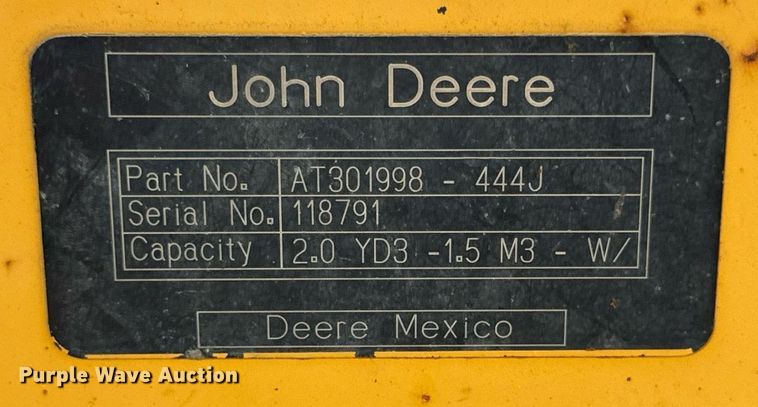 John Deere
Part No. AT301998 - 444J
Serial No. 118791
Capacity 2.0 YD3 -1.5 M3 - W/
Deere Mexico
Purple Wave Auction